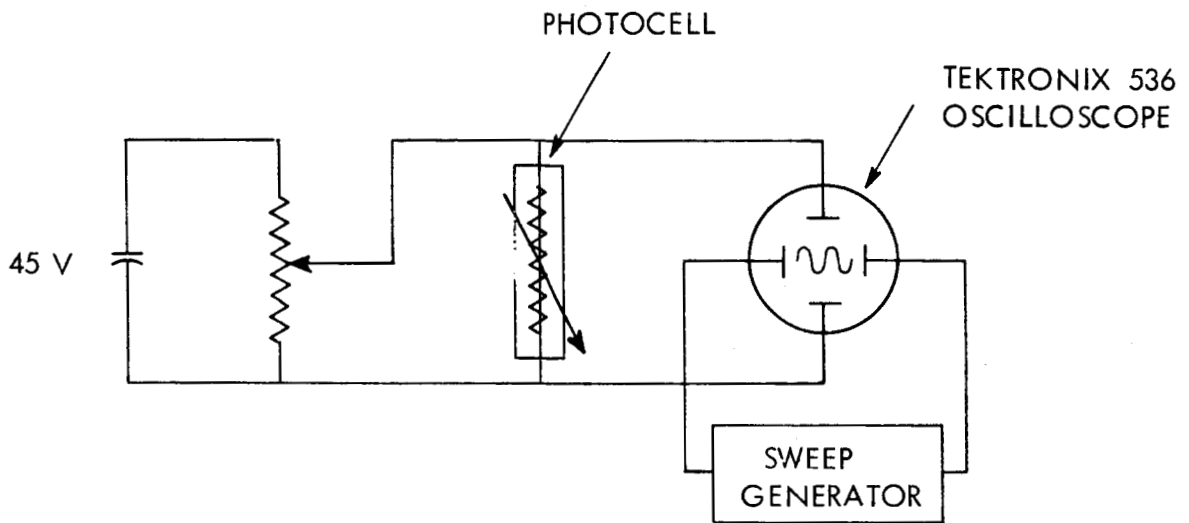 PHOTOCELL
TEKTRONIX 536
OSCILLOSCOPE
45 V
SWEEP
GENERATOR